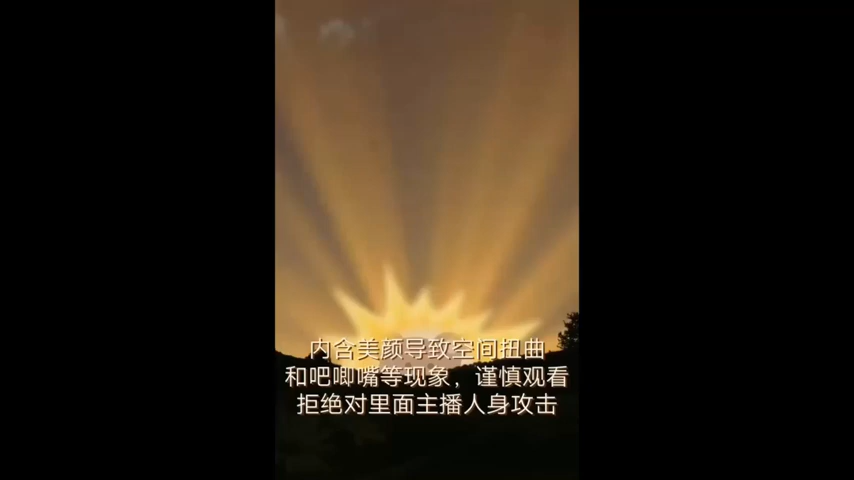 内含美颜导致空间扭曲
和吧唧嘴等现象，谨慎观看
拒绝对里面主播人身攻击